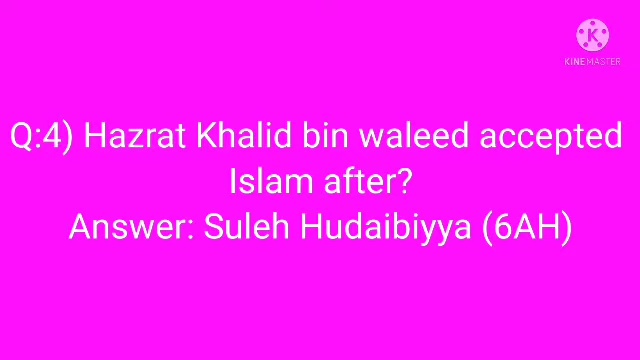 K
KINEMASTER
Q:4) Hazrat Khalid bin waleed accepted
Islam after?
Answer: Suleh Hudaibiyya (6AH)